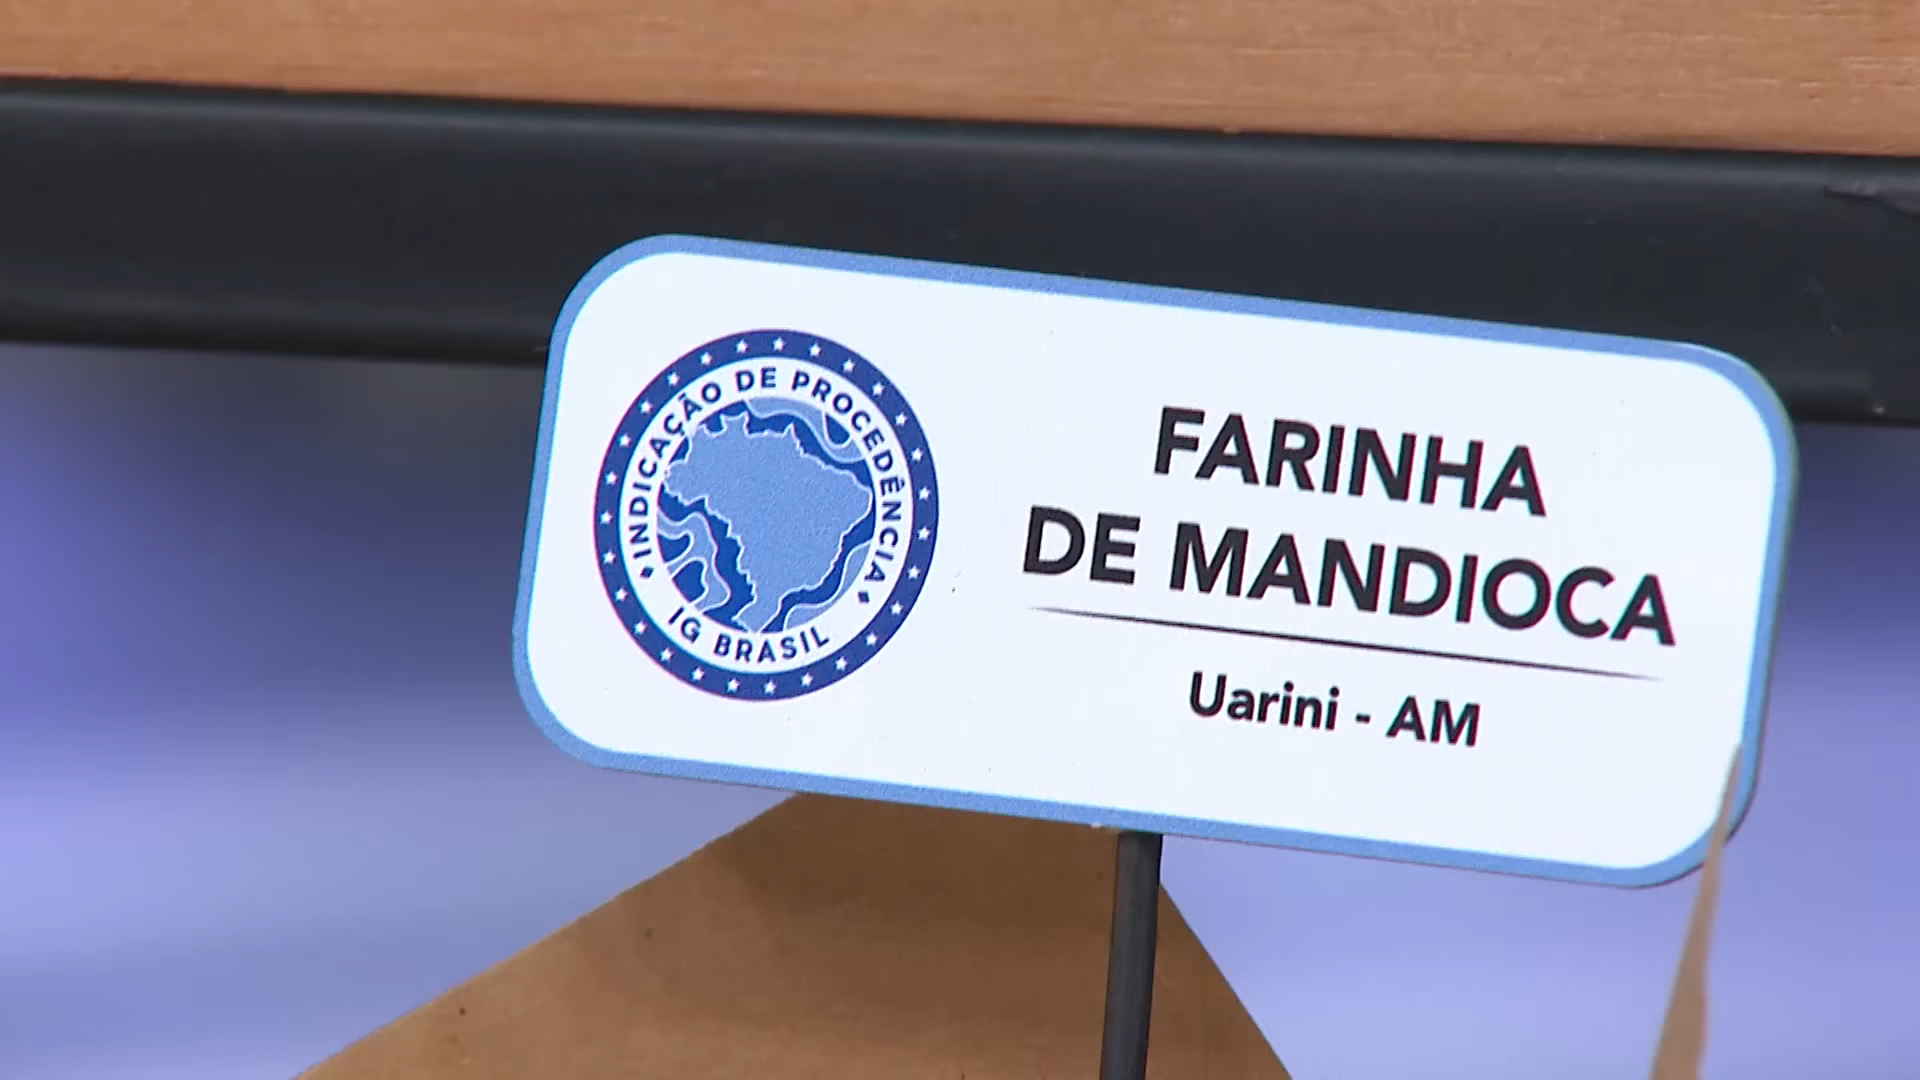 INDICAÇÃO DE PROCEDÊNCIA
IG BRASIL
FARINHA
DE MANDIOCA
Uarini - AM